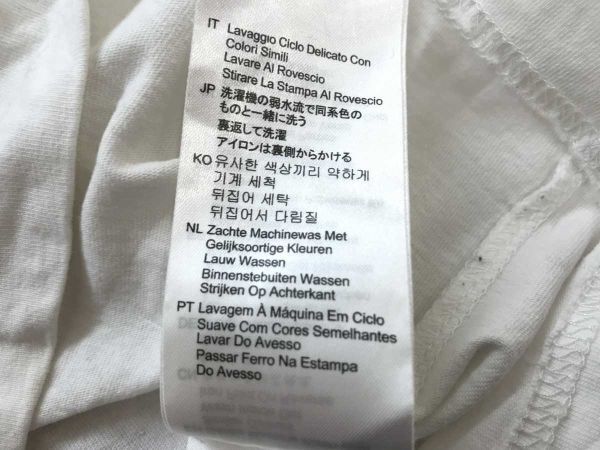 IT Lavaggio Ciclo Delicato Con
Colori Simili
Lavare Al Rovescio
Stirare La Stampa Al Rovescio
JP 洗濯機の弱水流で同系色の
ものと一緒に洗う
裏返して洗濯
アイロンは裏側からかける
KO 유사한 색상끼리 약하게
기계 세척
뒤집어 세탁
뒤집어서 다림질
NL Zachte Machinewas Met
Gelijksoortige Kleuren
Lauw Wassen
Binnenstebuiten Wassen
Strijken Op Achterkant
PT Lavagem À Máquina Em Ciclo
Suave Com Cores Semelhantes
Lavar Do Avesso
Passar Ferro Na Estampa
Do Avesso